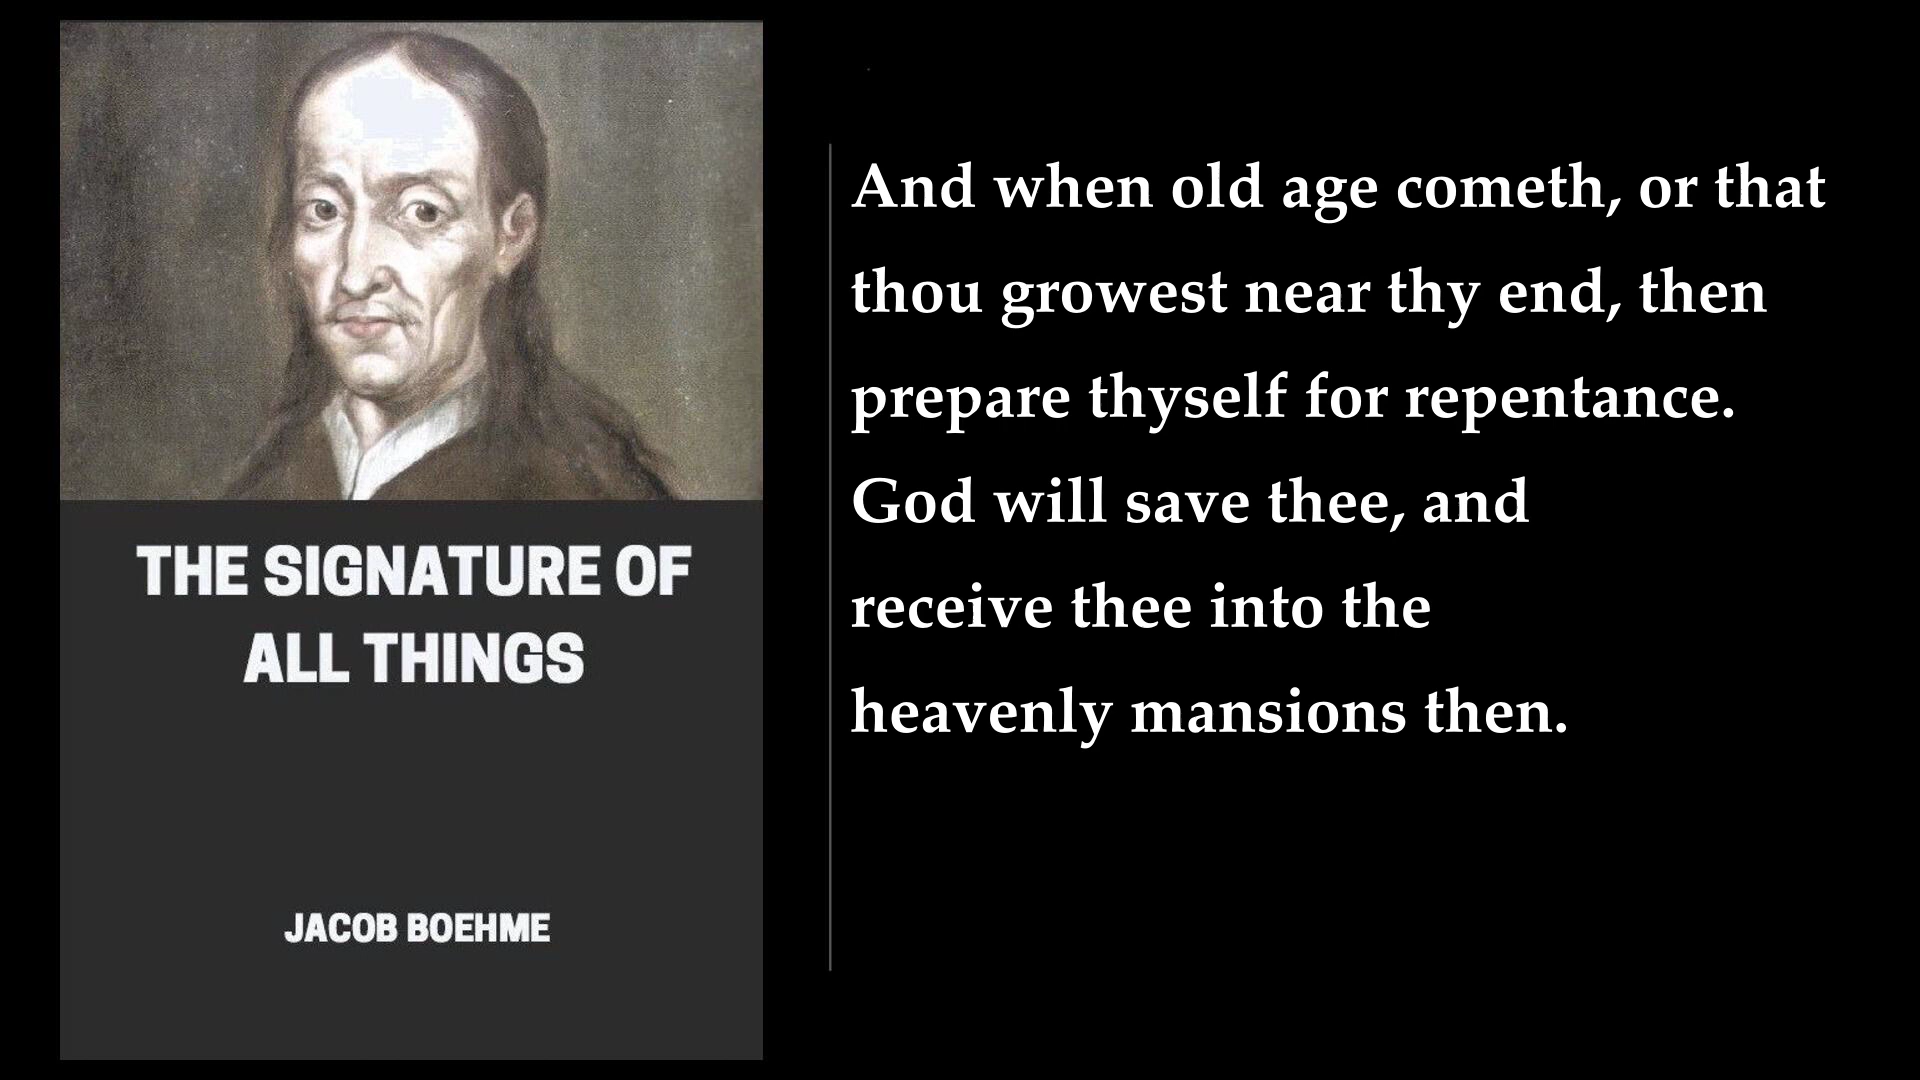 THE SIGNATURE OF
ALL THINGS
JACOB BOEHME
And when old age cometh, or that
thou growest near thy end, then
prepare thyself for repentance.
God will save thee, and
receive thee into the
heavenly mansions then.